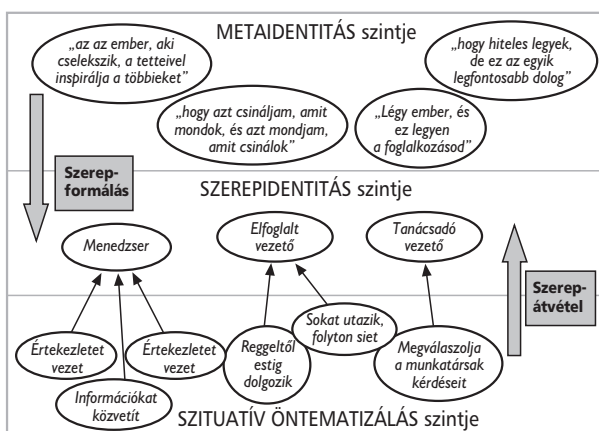 METAIDENTITÁS szintje
„az az ember, aki
cselekszik, a tetteivel
inspirálja a többieket”
„hogy hiteles legyek,
de ez az egyik
legfontosabb dolog”
„hogy azt csináljam, amit
mondok, és azt mondjam,
amit csinálok”
„Légy ember, és
ez legyen
a foglalkozásod”
Szerep-
formálás
SZEREPIDENTITÁS szintje
Menedzser
Elfoglalt
vezető
Tanácsadó
vezető
Szerep-
átvétel
Értekezletet
vezet
Információkat
közvetít
Értekezletet
vezet
Reggeltől
estig
dolgozik
Sokat utazik,
folyton siet
Megválaszolja
a munkatársak
kérdéseit
SZITUATÍV ÖNTEMATIZÁLÁS szintje